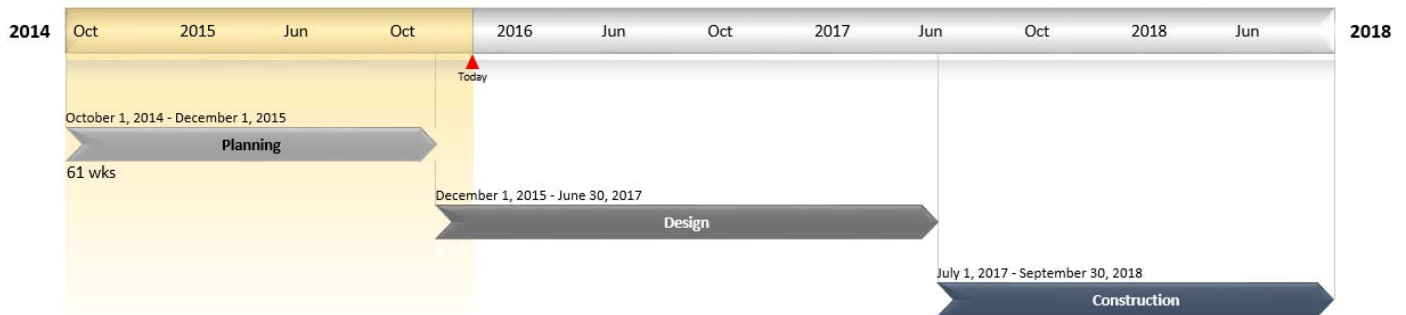 2014 Oct 2015 Jun Oct 2016 Jun Oct 2017 Jun Oct 2018 Jun 2018
Today
October 1, 2014 - December 1, 2015
Planning
61 wks
December 1, 2015 - June 30, 2017
Design
July 1, 2017 - September 30, 2018
Construction